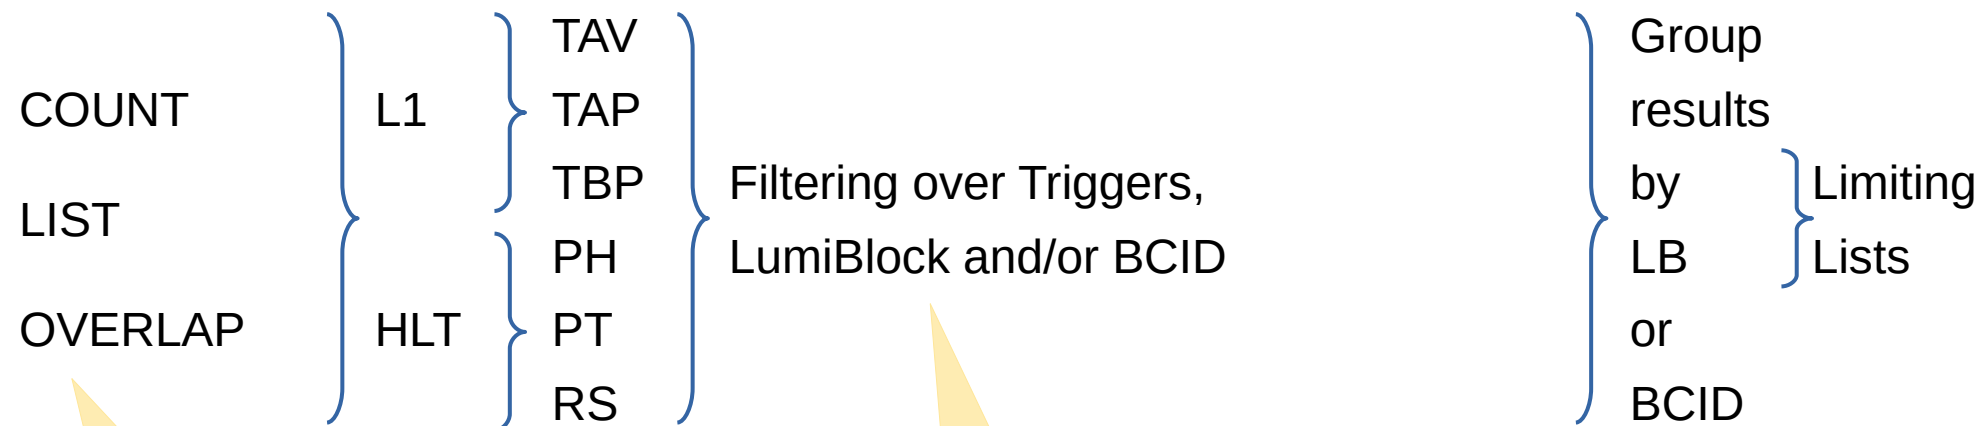 COUNT
LIST
OVERLAP
L1
HLT
TAV
TAP
TBP
PH
PT
RS
Filtering over Triggers,
LumiBlock and/or BCID
Group
results
by
LB
or
BCID
Limiting
Lists